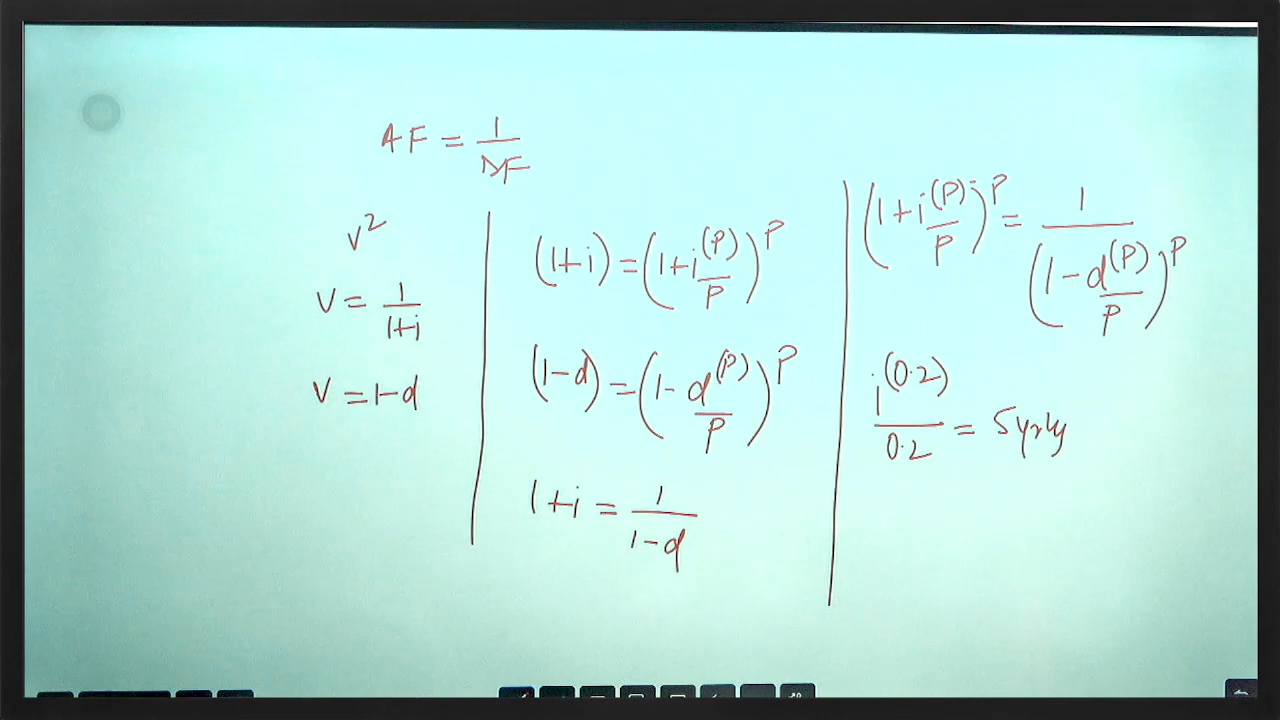 AF = 1/DF
v²
v = 1/(1+i)
v = 1-d
(1+i) = (1+i^(P)/P)^P
(1-d) = (1-d^(P)/P)^P
1+i = 1/(1-d)
(1+i^(P)/P)^P = 1/(1-d^(P)/P)^P
i^(0.2)/0.2 = 5yrly